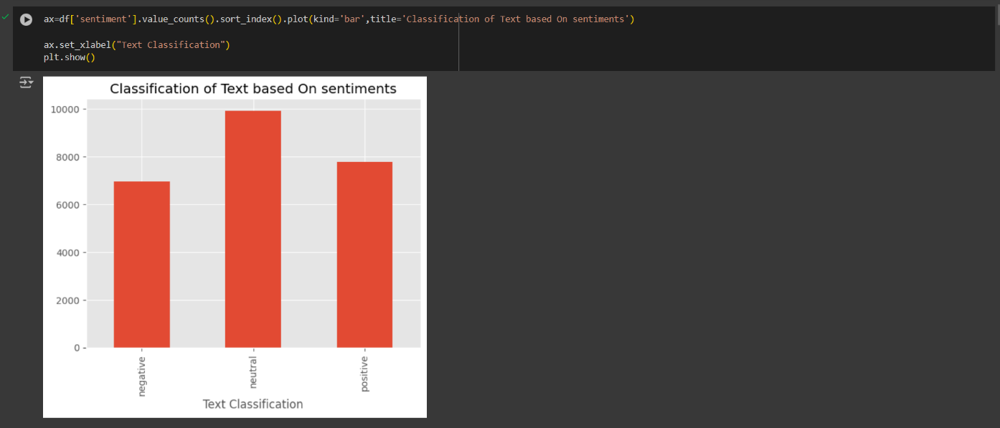 ax=df['sentiment'].value_counts().sort_index().plot(kind='bar',title='Classification of Text based On sentiments')
ax.set_xlabel("Text Classification")
plt.show()
Classification of Text based On sentiments
10000
8000
6000
4000
2000
0
negative
neutral
positive
Text Classification